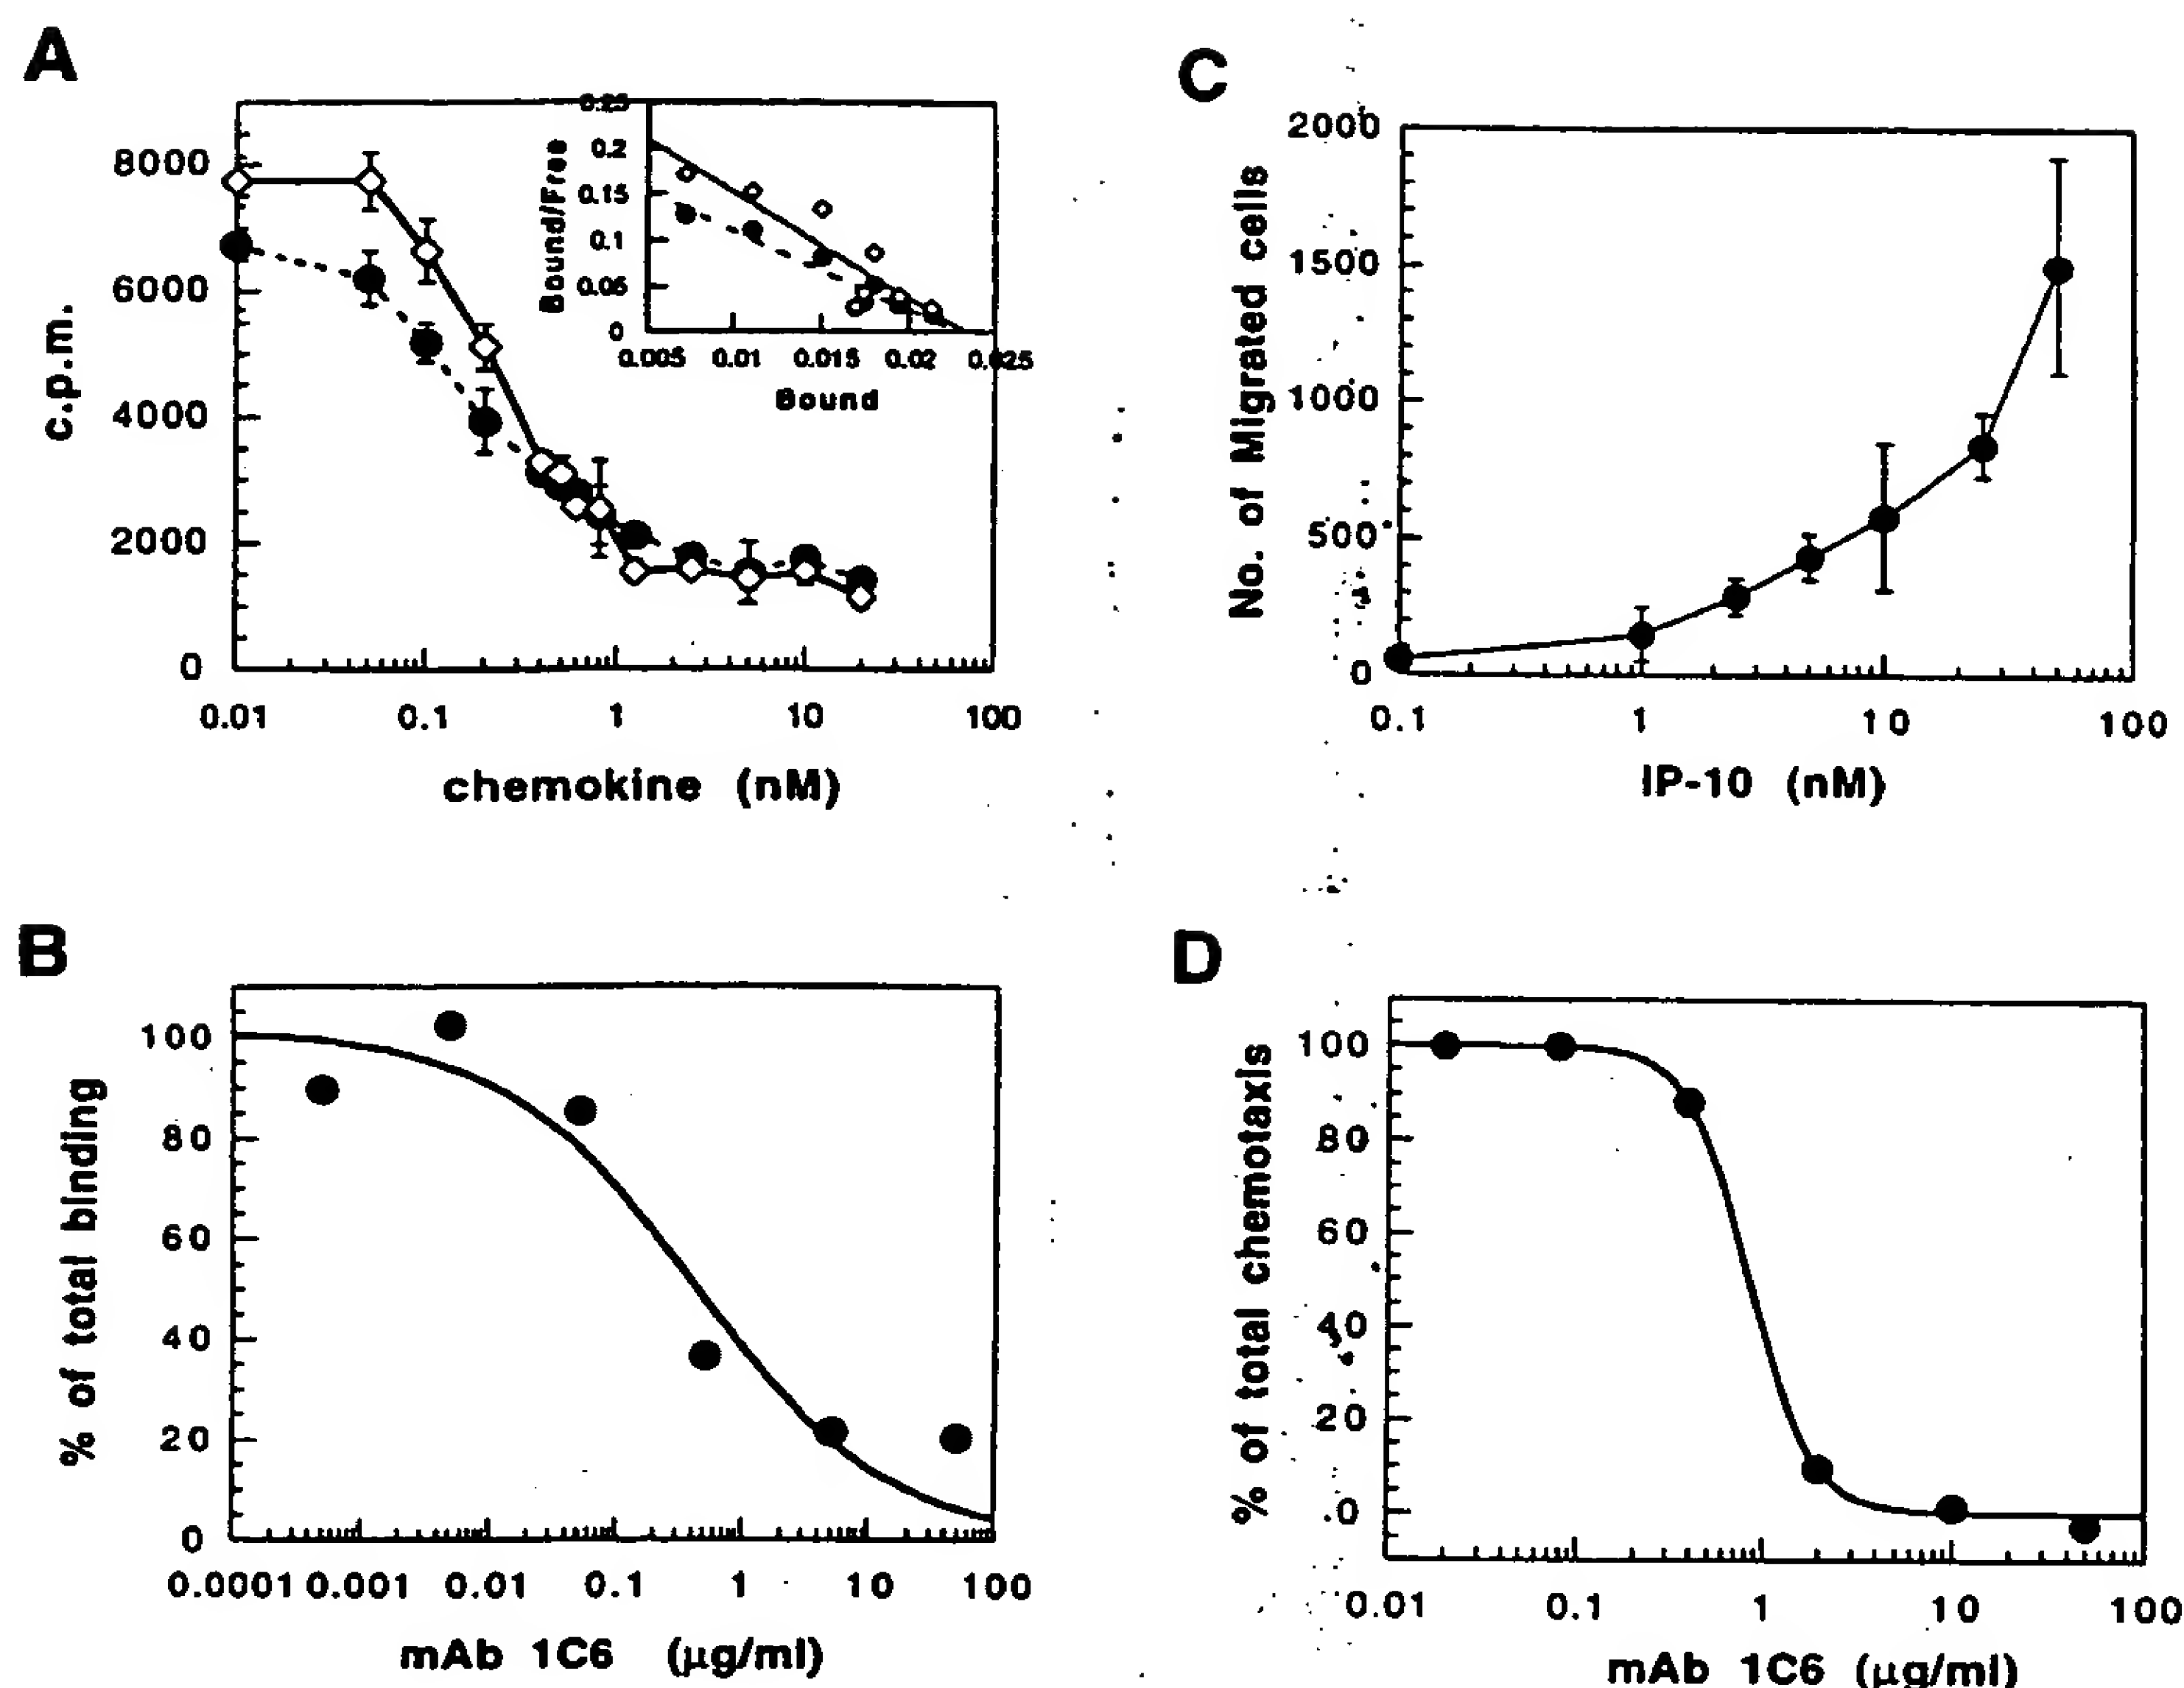 A
c.p.m.
8000
6000
4000
2000
0
0.01 0.1 1 10 100
chemokine (nM)
Bound/Free
0.25
0.2
0.15
0.1
0.05
0
0.005 0.01 0.015 0.02 0.025
Bound
C
No. of Migrated cells
2000
1500
1000
500
0
0.1 1 10 100
IP-10 (nM)
B
% of total binding
100
80
60
40
20
0
0.0001 0.001 0.01 0.1 1 10 100
mAb 1C6 (μg/ml)
D
% of total chemotaxis
100
80
60
40
20
0
0.01 0.1 1 10 100
mAb 1C6 (μg/ml)